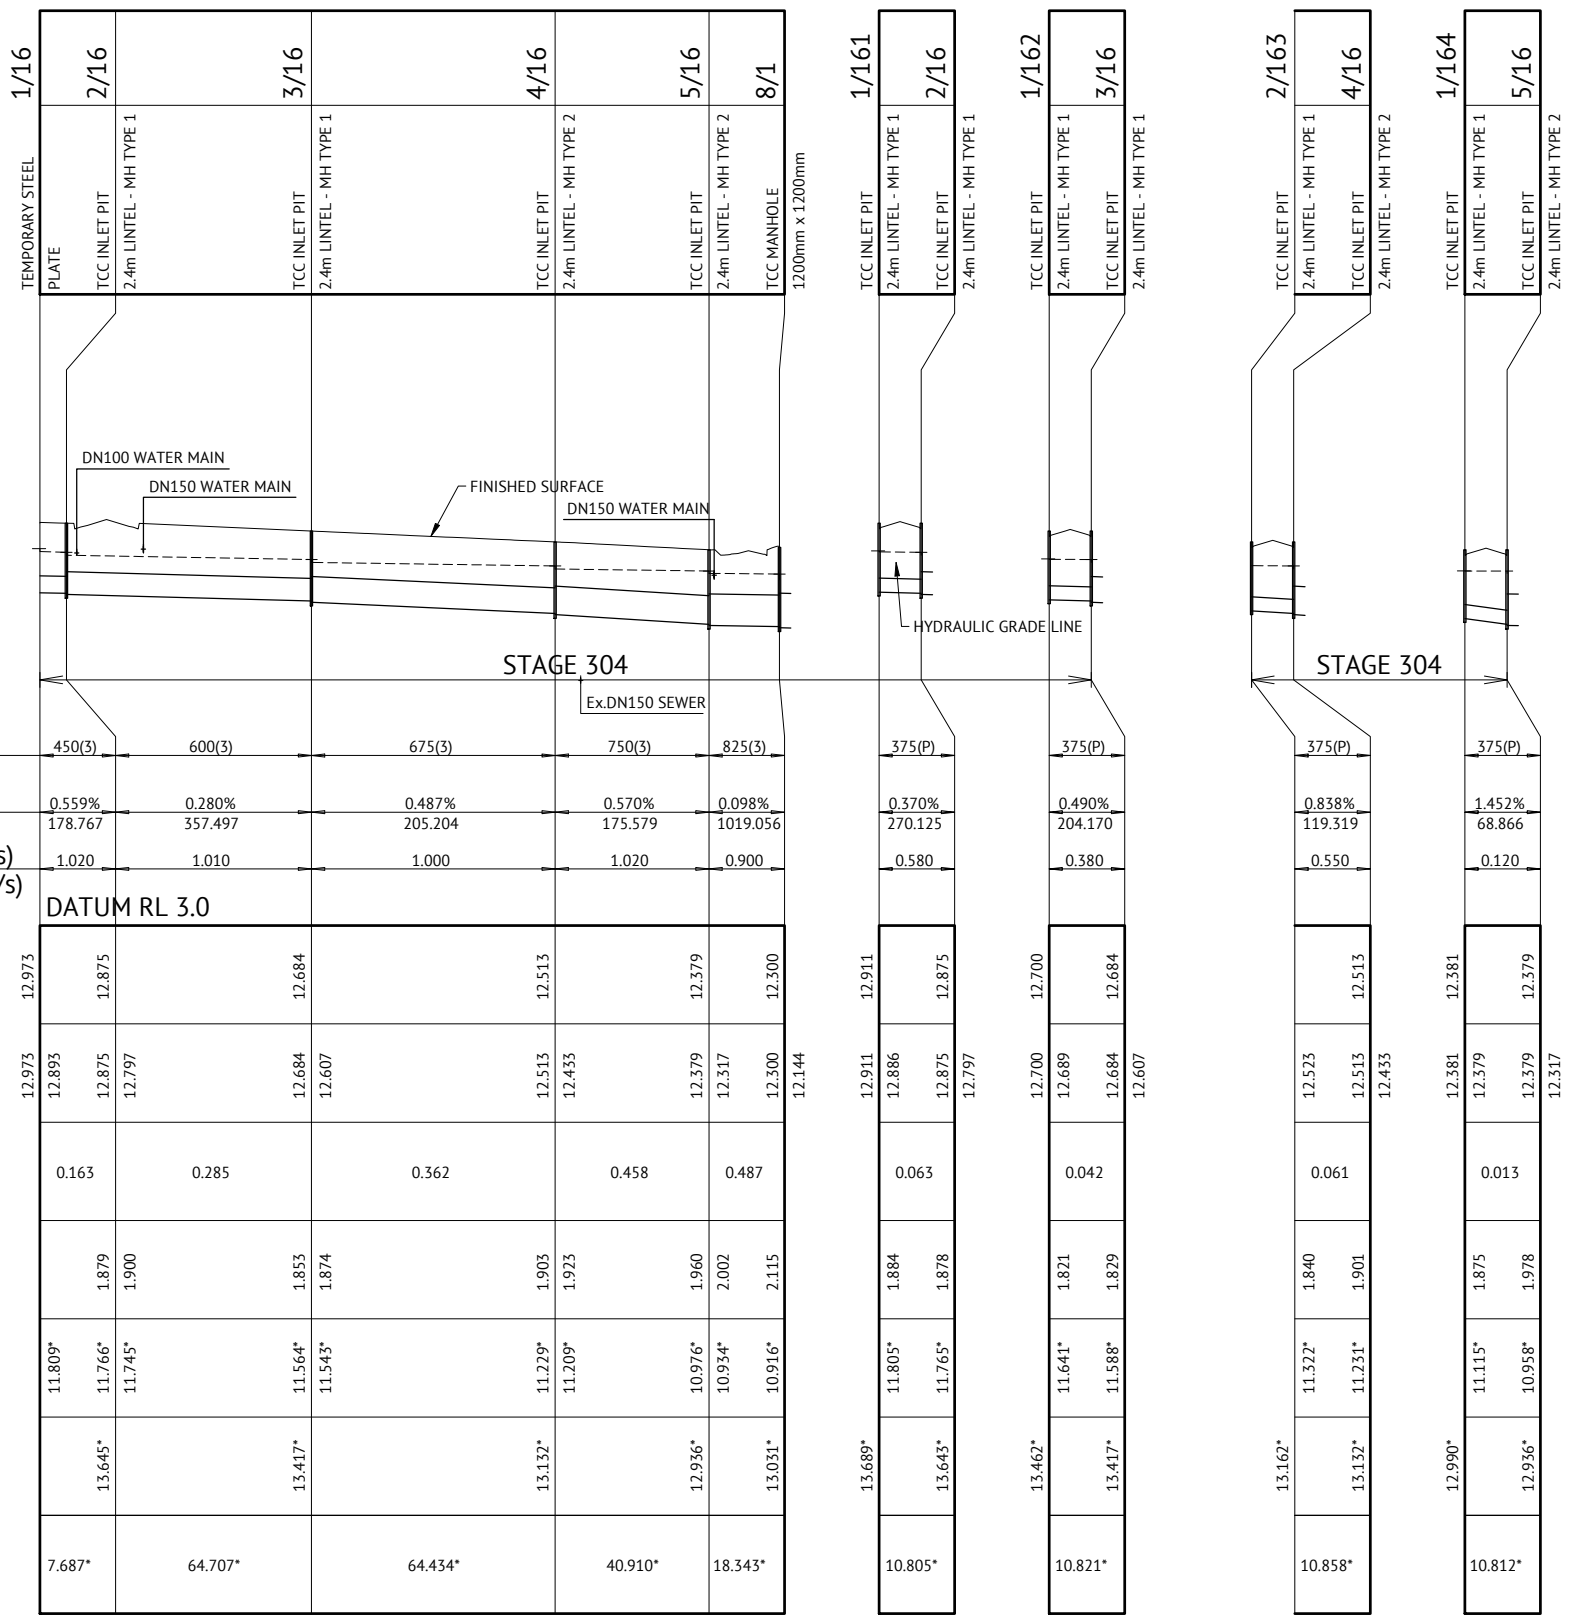 1/16
2/16
3/16
4/16
5/16
8/1
1/161
2/16
1/162
3/16
2/163
4/16
1/164
5/16
TEMPORARY STEEL
PLATE
TCC INLET PIT
2.4m LINTEL - MH TYPE 1
TCC INLET PIT
2.4m LINTEL - MH TYPE 1
TCC INLET PIT
2.4m LINTEL - MH TYPE 2
TCC INLET PIT
2.4m LINTEL - MH TYPE 2
TCC MANHOLE
1200mm x 1200mm
TCC INLET PIT
2.4m LINTEL - MH TYPE 1
TCC INLET PIT
2.4m LINTEL - MH TYPE 1
TCC INLET PIT
2.4m LINTEL - MH TYPE 1
TCC INLET PIT
2.4m LINTEL - MH TYPE 1
TCC INLET PIT
2.4m LINTEL - MH TYPE 1
TCC INLET PIT
2.4m LINTEL - MH TYPE 2
TCC INLET PIT
2.4m LINTEL - MH TYPE 1
TCC INLET PIT
2.4m LINTEL - MH TYPE 2
DN100 WATER MAIN
DN150 WATER MAIN
FINISHED SURFACE
DN150 WATER MAIN
HYDRAULIC GRADE LINE
STAGE 304
STAGE 304
Ex.DN150 SEWER
450(3) 600(3) 675(3) 750(3) 825(3) 375(P) 375(P) 375(P) 375(P)
0.559% 0.280% 0.487% 0.570% 0.098% 0.370% 0.490% 0.838% 1.452%
178.767 357.497 205.204 175.579 1019.056 270.125 204.170 119.319 68.866
s)
1.020 1.010 1.000 1.020 0.900 0.580 0.380 0.550 0.120
/s)
DATUM RL 3.0
12.973 12.875 12.684 12.513 12.379 12.300 12.911 12.875 12.700 12.684 12.513 12.381 12.379
12.973 12.893 12.875 12.797 12.684 12.607 12.513 12.433 12.379 12.317 12.300 12.144 12.911 12.886 12.875 12.797 12.700 12.689 12.684 12.607 12.523 12.513 12.433 12.381 12.379 12.379 12.317
0.163 0.285 0.362 0.458 0.487 0.063 0.042 0.061 0.013
1.879 1.900 1.853 1.874 1.903 1.923 1.960 2.002 2.115 1.884 1.878 1.821 1.829 1.840 1.901 1.875 1.978
11.809* 11.766* 11.745* 11.564* 11.543* 11.229* 11.209* 10.976* 10.934* 10.916* 11.805* 11.765* 11.641* 11.588* 11.322* 11.231* 11.115* 10.958*
13.645* 13.417* 13.132* 12.936* 13.031* 13.689* 13.643* 13.462* 13.417* 13.162* 13.132* 12.990* 12.936*
7.687* 64.707* 64.434* 40.910* 18.343* 10.805* 10.821* 10.858* 10.812*